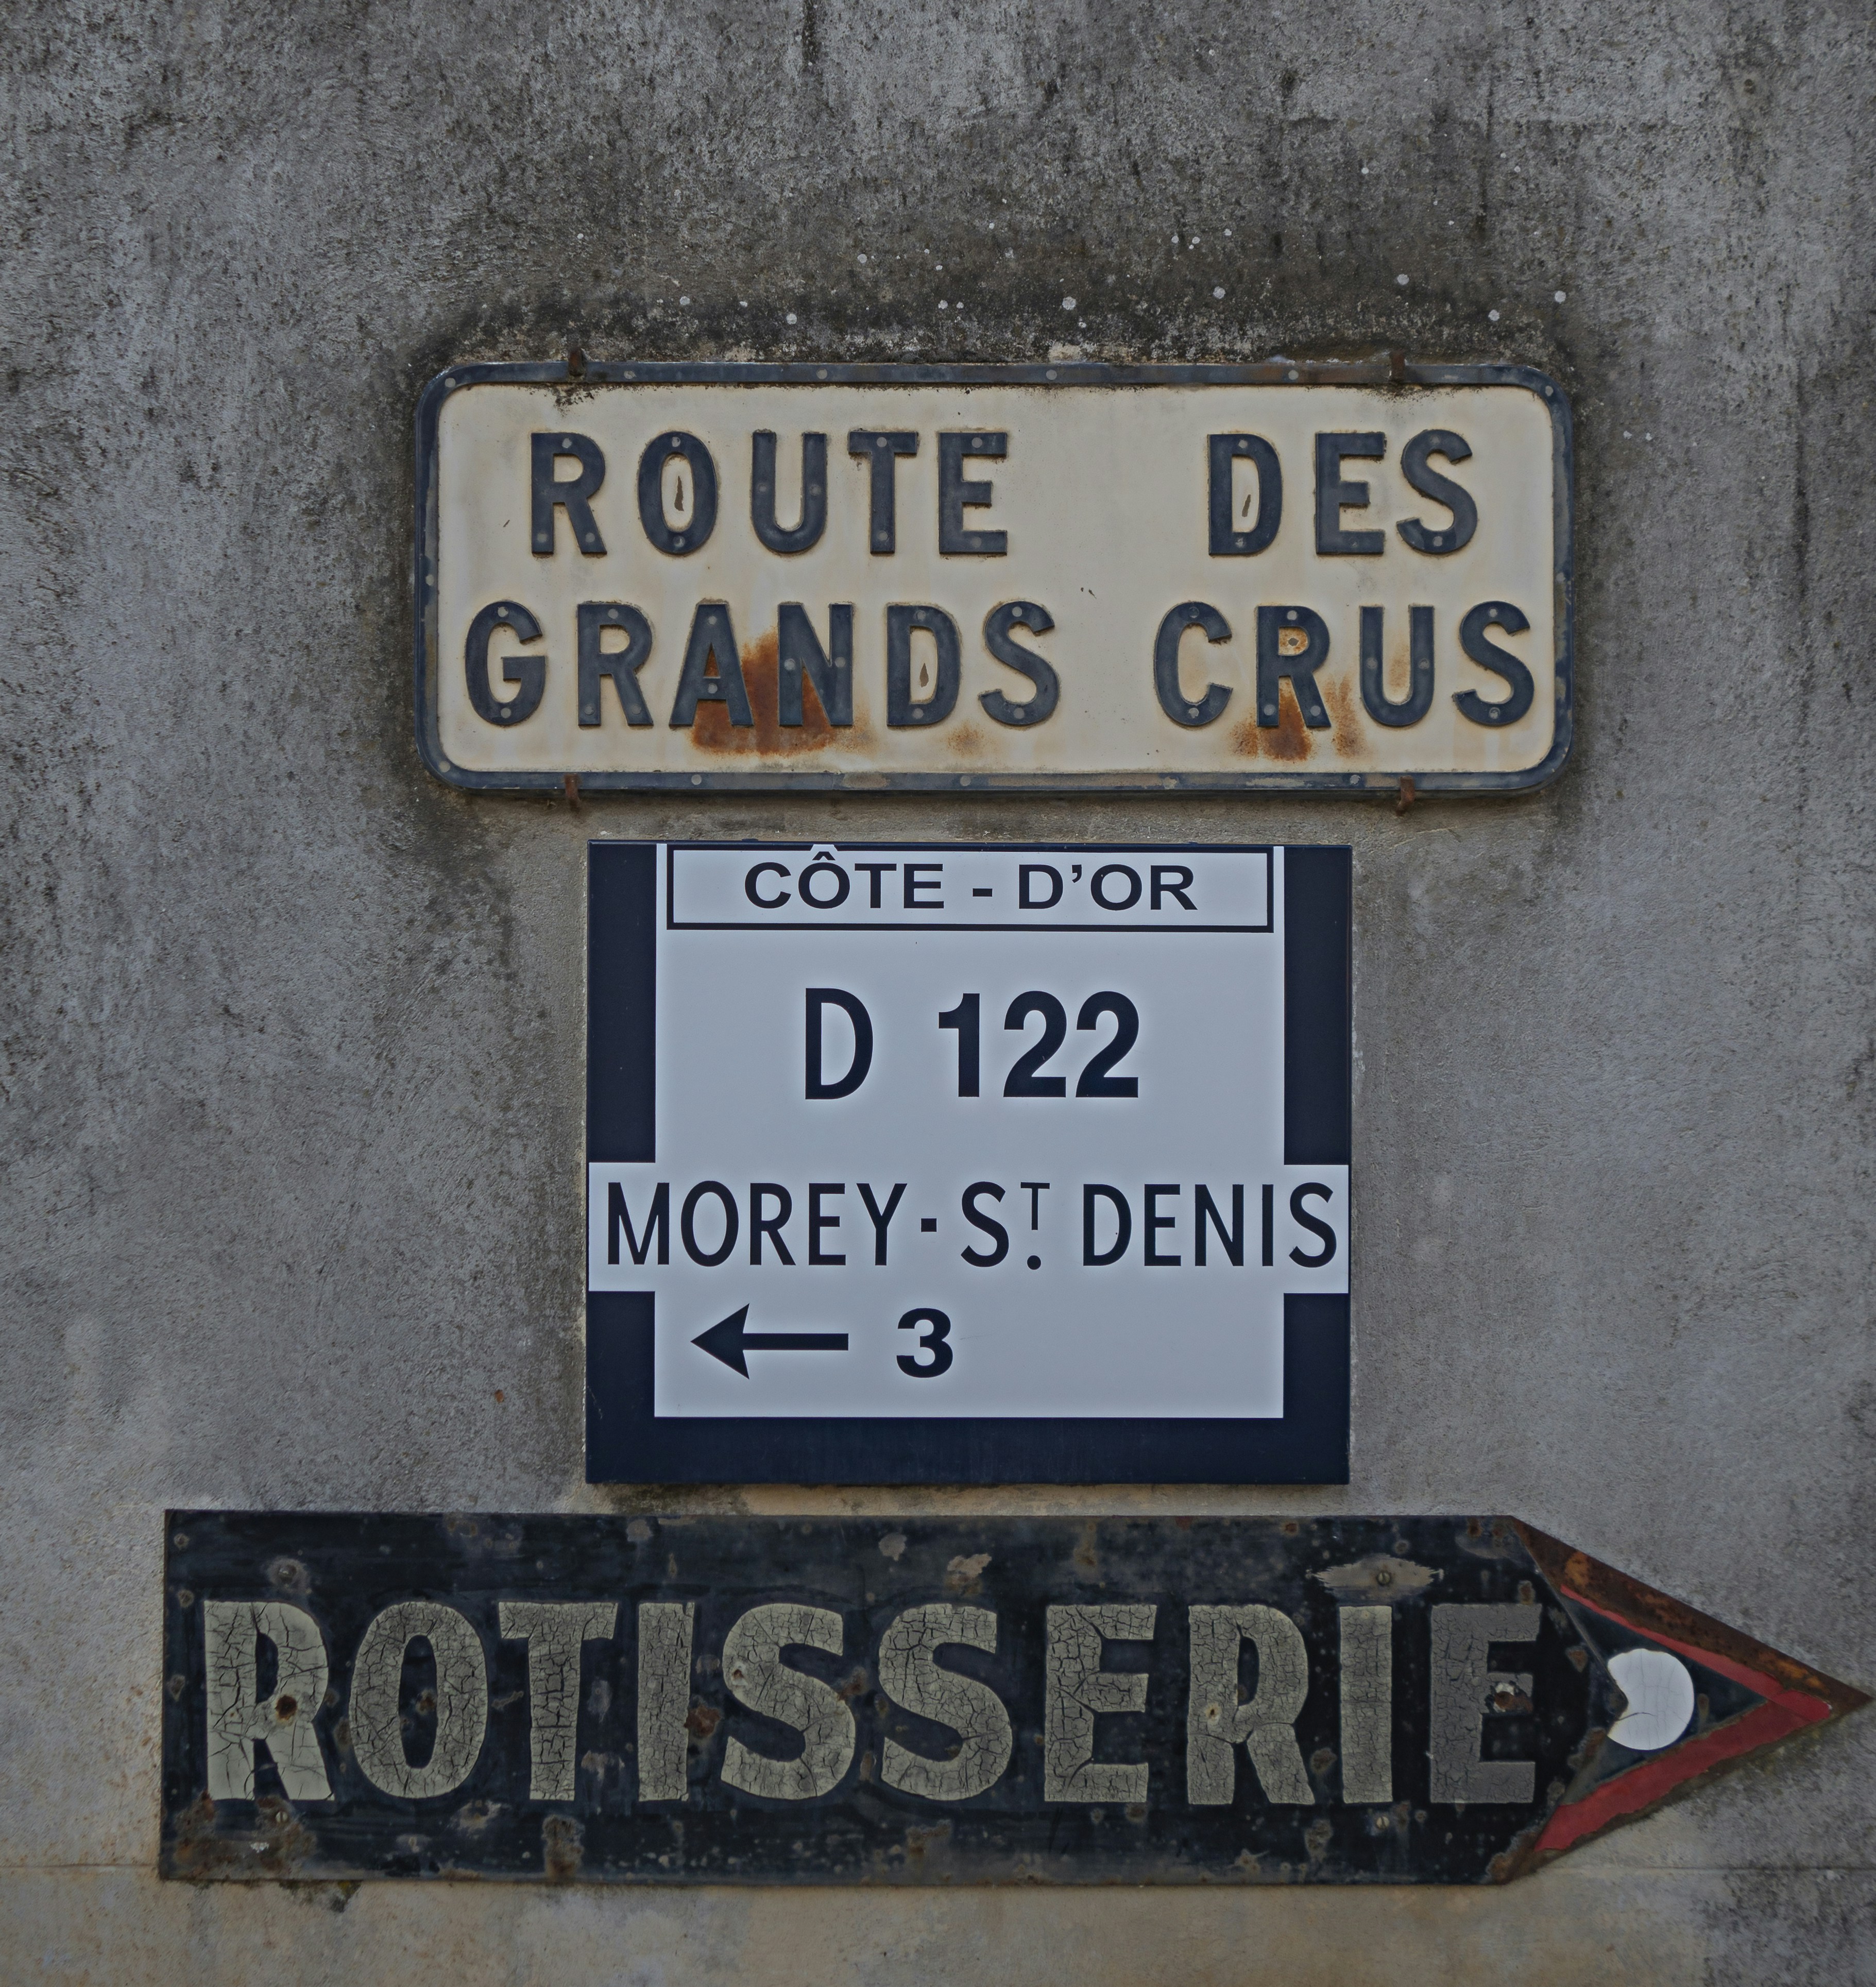 ROUTE DES
GRANDS CRUS
CÔTE - D'OR
D 122
MOREY - ST. DENIS
← 3
ROTISSERIE